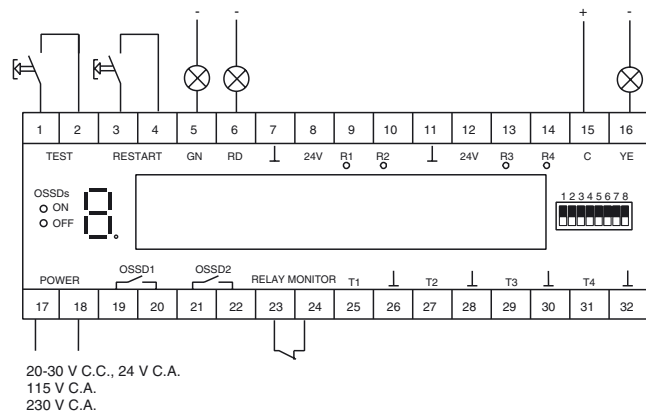 - - + -
1 2 3 4 5 6 7 8 9 10 11 12 13 14 15 16
TEST RESTART GN RD 24V R1 R2 24V R3 R4 C YE
OSSDs
ON
OFF
8.
1 2 3 4 5 6 7 8
POWER OSSD1 OSSD2 RELAY MONITOR T1 T2 T3 T4
17 18 19 20 21 22 23 24 25 26 27 28 29 30 31 32
20-30 V C.C., 24 V C.A.
115 V C.A.
230 V C.A.